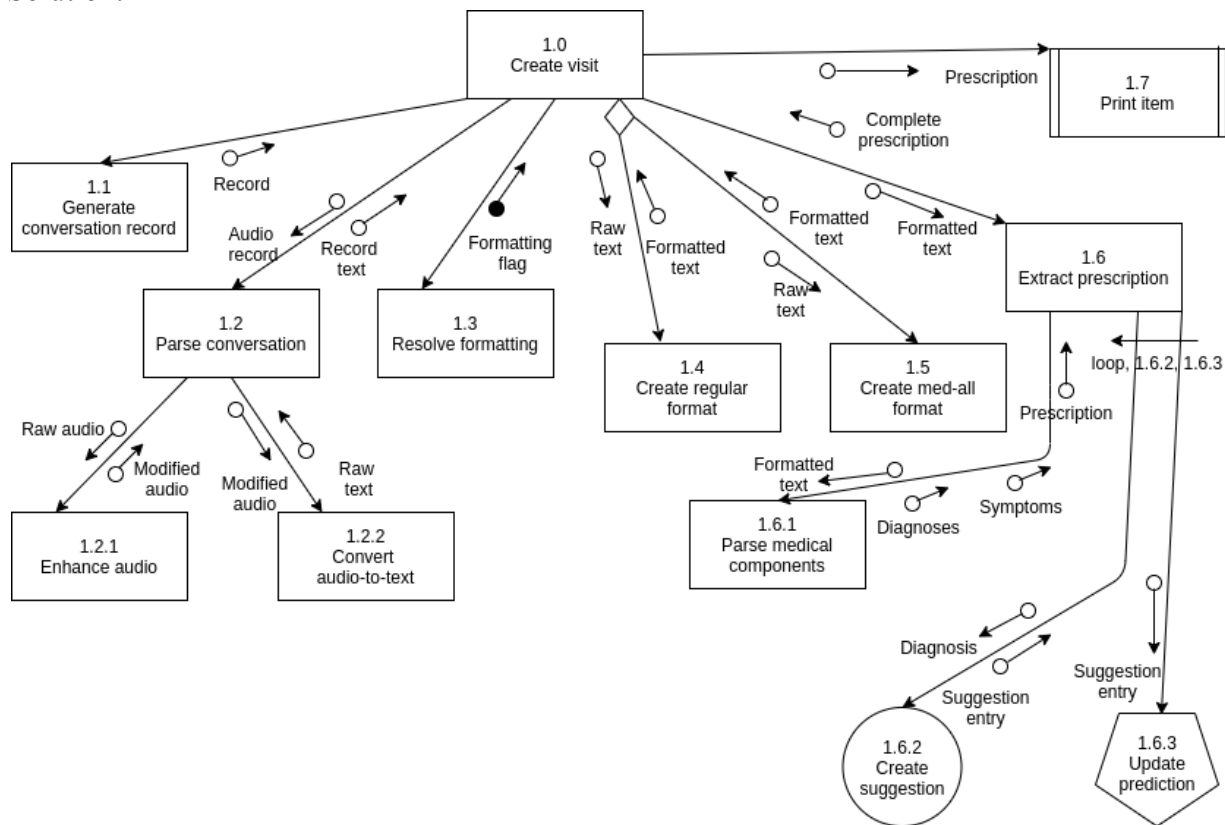 1.0
Create visit
Prescription
1.7
Print item
Complete
prescription
Record
1.1
Generate
conversation record
Audio
record
Record
text
Formatting
flag
Raw
text
Formatted
text
Formatted
text
Raw
text
Formatted
text
1.6
Extract prescription
1.2
Parse conversation
1.3
Resolve formatting
1.4
Create regular
format
1.5
Create med-all
format
loop, 1.6.2, 1.6.3
Prescription
Raw audio
Modified
audio
Modified
audio
Raw
text
Formatted
text
Diagnoses
Symptoms
1.2.1
Enhance audio
1.2.2
Convert
audio-to-text
1.6.1
Parse medical
components
Diagnosis
Suggestion
entry
Suggestion
entry
1.6.2
Create
suggestion
1.6.3
Update
prediction